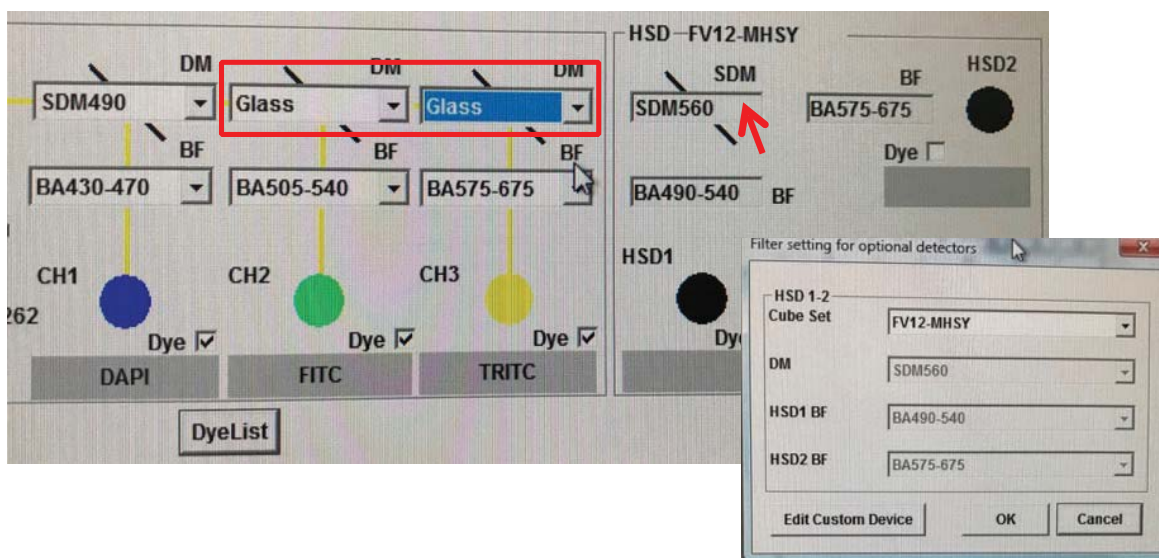 HSD-FV12-MHSY
DM DM DM SDM BF HSD2
SDM490 Glass Glass SDM560 BA575-675
BF BF BF Dye
BA430-470 BA505-540 BA575-675 BA490-540 BF
CH1 CH2 CH3 HSD1
262
Dye Dye Dye
DAPI FITC TRITC
DyeList
Filter setting for optional detectors
HSD 1-2
Cube Set FV12-MHSY
DM SDM560
HSD1 BF BA490-540
HSD2 BF BA575-675
Edit Custom Device OK Cancel